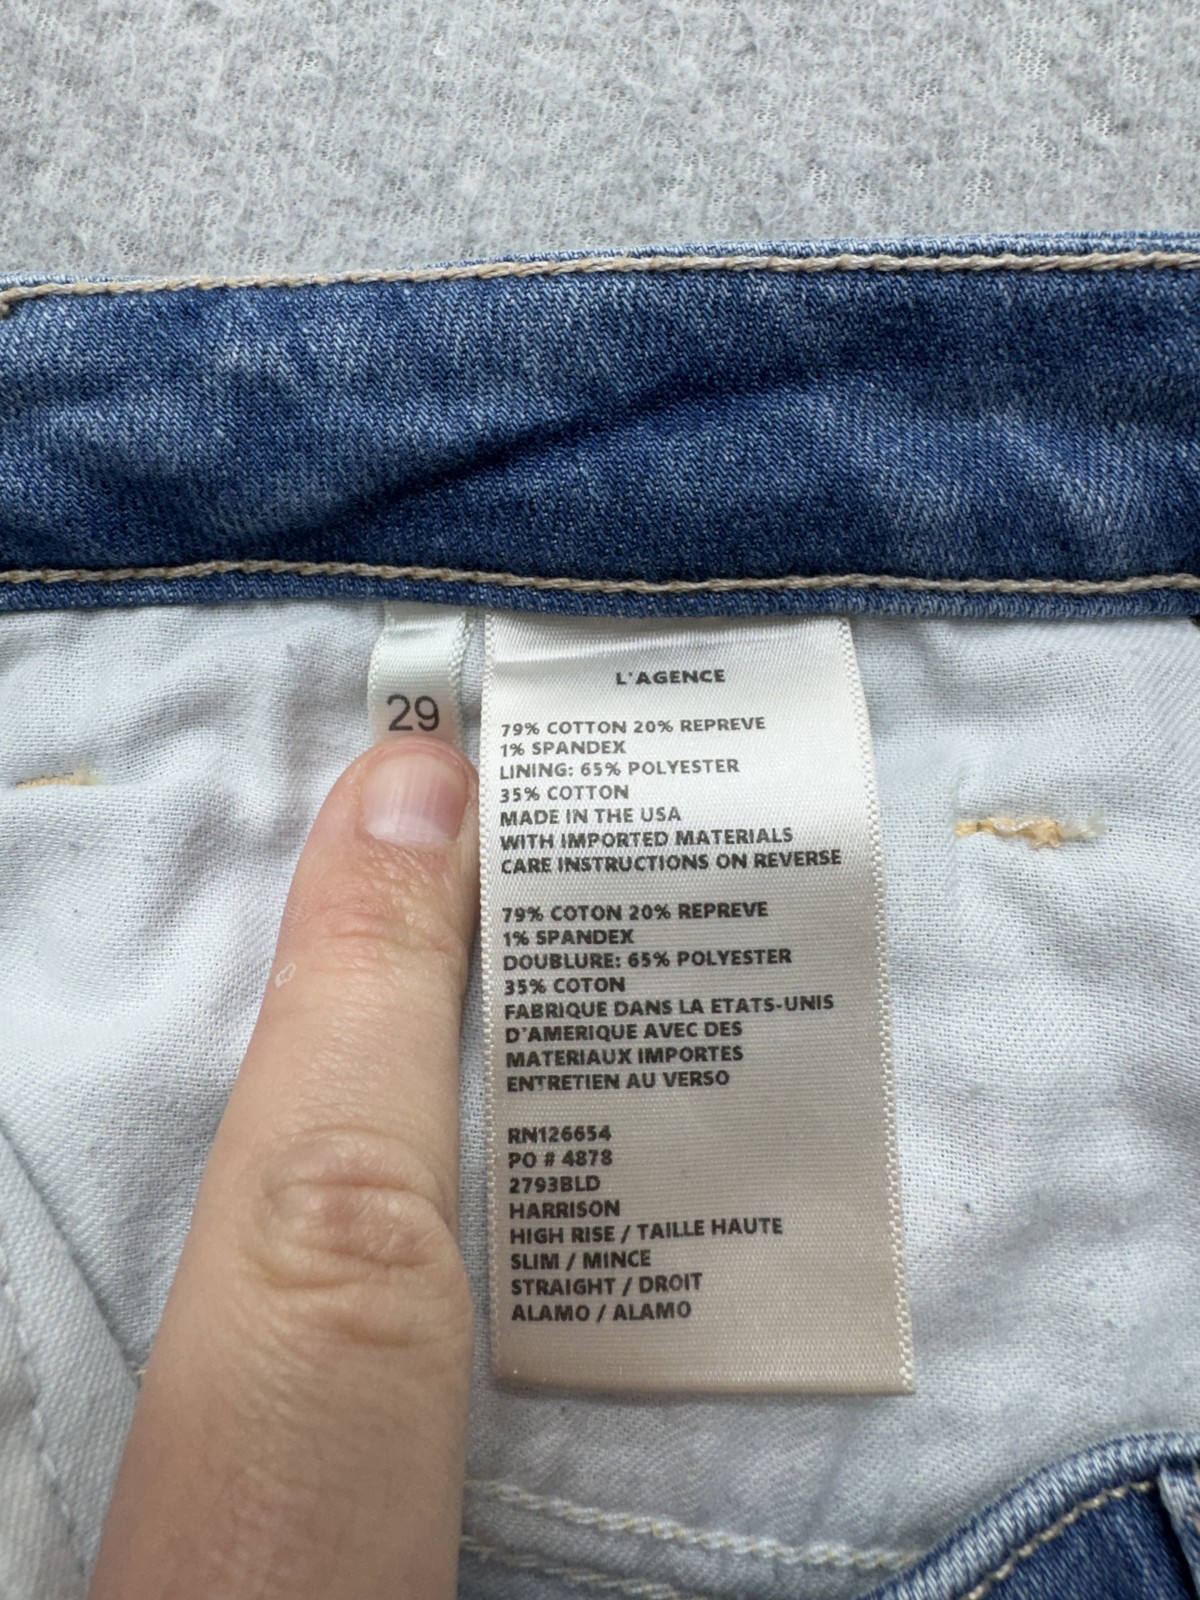 29
L'AGENCE
79% COTTON 20% REPREVE
1% SPANDEX
LINING: 65% POLYESTER
35% COTTON
MADE IN THE USA
WITH IMPORTED MATERIALS
CARE INSTRUCTIONS ON REVERSE
79% COTON 20% REPREVE
1% SPANDEX
DOUBLURE: 65% POLYESTER
35% COTON
FABRIQUE DANS LA ETATS-UNIS
D'AMERIQUE AVEC DES
MATERIAUX IMPORTES
ENTRETIEN AU VERSO
RN126654
PO # 4878
2793BLD
HARRISON
HIGH RISE / TAILLE HAUTE
SLIM / MINCE
STRAIGHT / DROIT
ALAMO / ALAMO